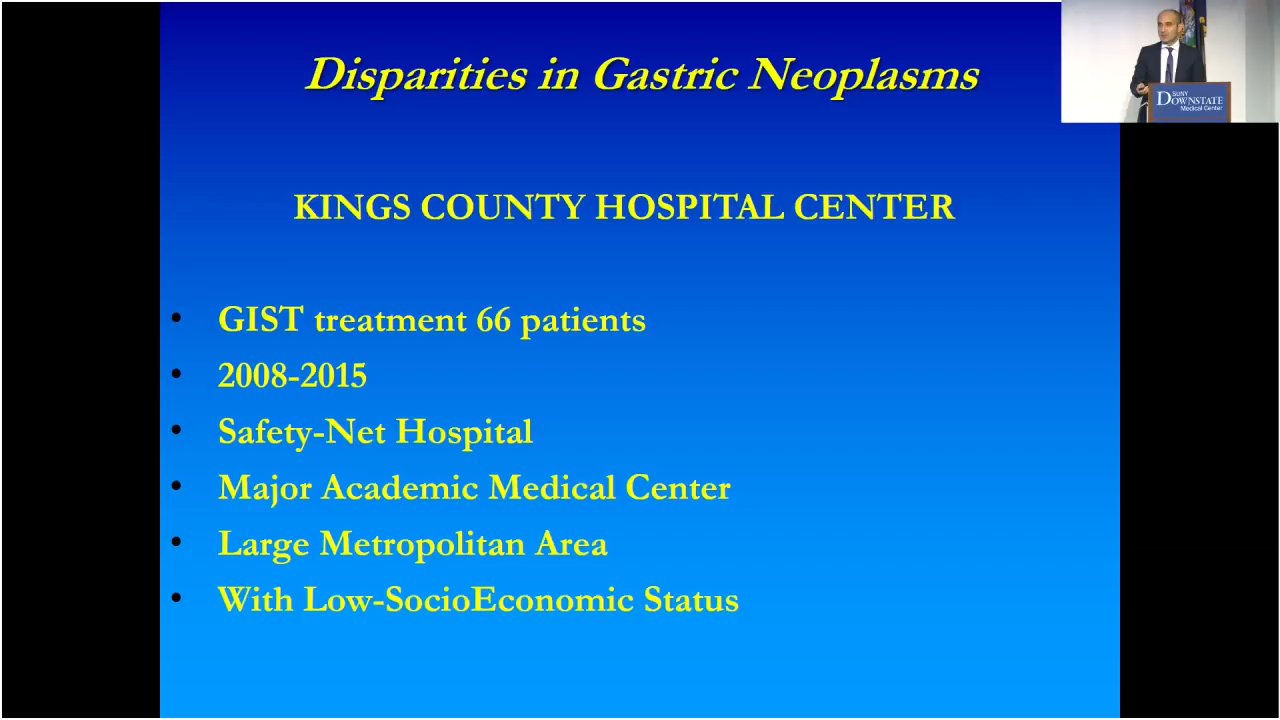 Disparities in Gastric Neoplasms
SUNY
DOWNSTATE
Medical Center
KINGS COUNTY HOSPITAL CENTER
• GIST treatment 66 patients
• 2008-2015
• Safety-Net Hospital
• Major Academic Medical Center
• Large Metropolitan Area
• With Low-SocioEconomic Status